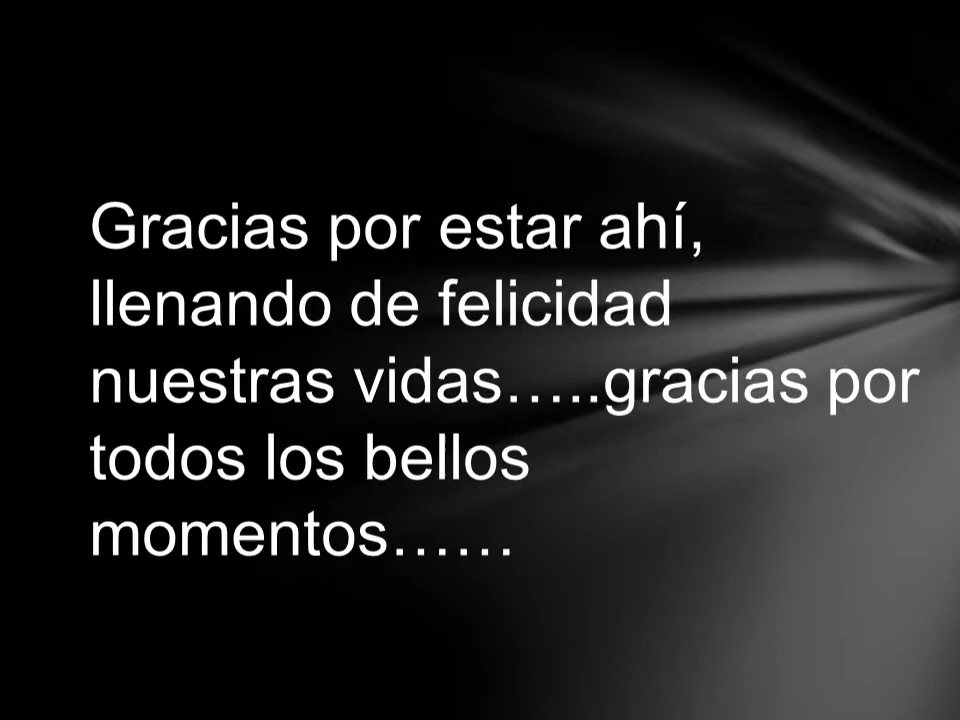 Gracias por estar ahí,
llenando de felicidad
nuestras vidas…..gracias por
todos los bellos
momentos……